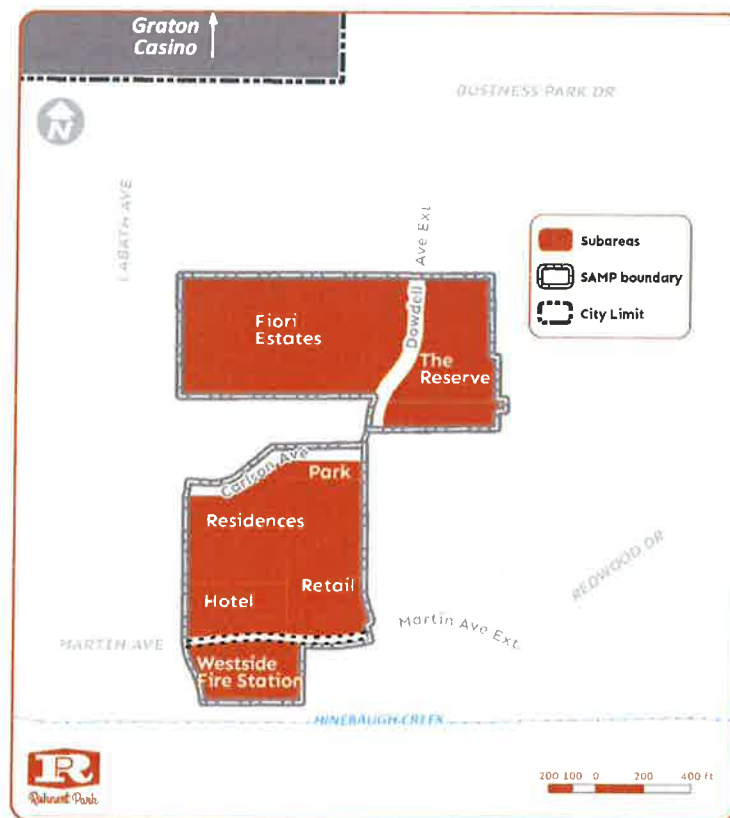 Graton
Casino
BUSINESS PARK DR
N
LABATH AVE
Ave Ext
Dowdell
Subareas
SAMP boundary
City Limit
Fiori
Estates
The
Reserve
Carlson Ave
Park
Residences
Retail
Hotel
REDWOOD DR
Martin Ave Ext.
MARTIN AVE
Westside
Fire Station
HINEBAUGH CREEK
R
Rohnert Park
200 100 0 200 400 ft